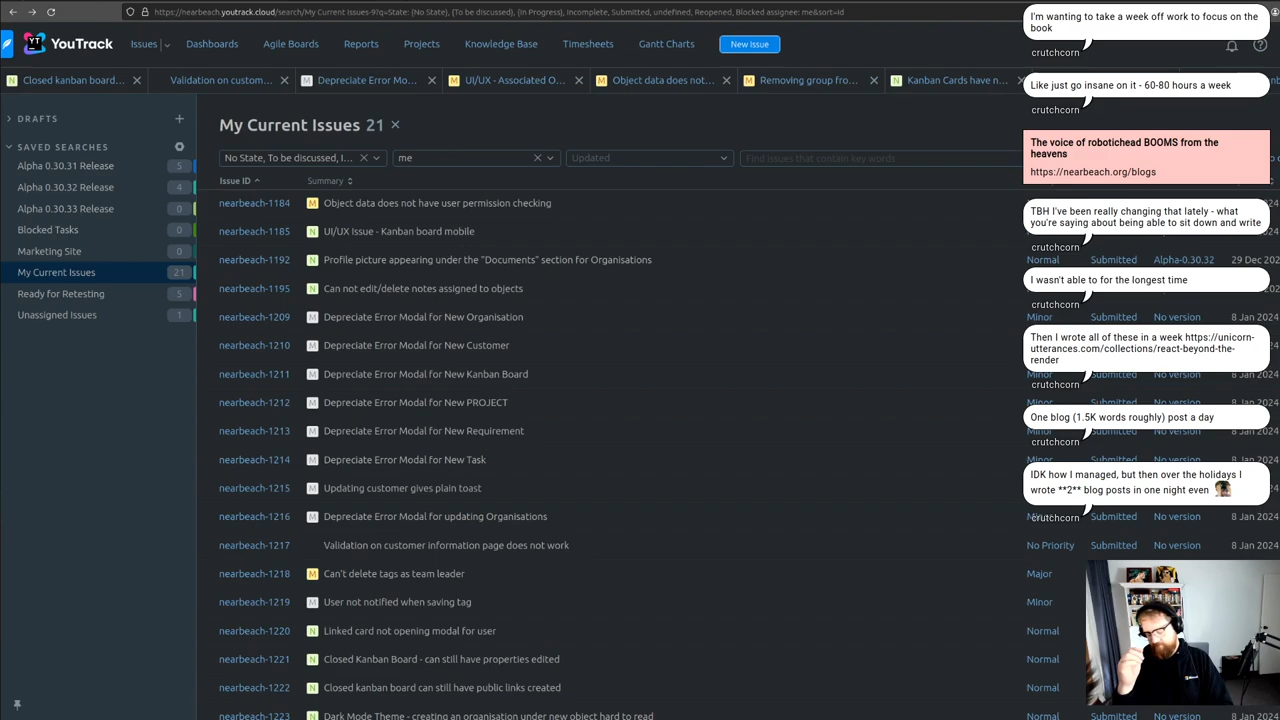 https://nearbeach.youtrack.cloud/search/My Current Issues-9?q=State: {No State}, {To be discussed}, {In Progress}, Incomplete, Submitted, undefined, Reopened, Blocked assignee: me&sort=id
YouTrack
Issues
Dashboards
Agile Boards
Reports
Projects
Knowledge Base
Timesheets
Gantt Charts
New Issue
Closed kanban board...
Validation on custom...
Depreciate Error Mo...
UI/UX - Associated O...
Object data does not...
Removing group fro...
Kanban Cards have n...
DRAFTS
SAVED SEARCHES
Alpha 0.30.31 Release 5
Alpha 0.30.32 Release 4
Alpha 0.30.33 Release 0
Blocked Tasks 0
Marketing Site 0
My Current Issues 21
Ready for Retesting 5
Unassigned Issues 1
My Current Issues 21
No State, To be discussed, I...
me
Updated
Find issues that contain key words
Issue ID Summary
nearbeach-1184 M Object data does not have user permission checking
nearbeach-1185 N UI/UX Issue - Kanban board mobile
nearbeach-1192 N Profile picture appearing under the "Documents" section for Organisations Normal Submitted Alpha-0.30.32 29 Dec 202
nearbeach-1195 N Can not edit/delete notes assigned to objects
nearbeach-1209 M Depreciate Error Modal for New Organisation Minor Submitted No version 8 Jan 2024
nearbeach-1210 M Depreciate Error Modal for New Customer
nearbeach-1211 M Depreciate Error Modal for New Kanban Board Minor Submitted No version 8 Jan 2024
nearbeach-1212 M Depreciate Error Modal for New PROJECT Minor Submitted No version 8 Jan 2024
nearbeach-1213 M Depreciate Error Modal for New Requirement Minor Submitted No version 8 Jan 2024
nearbeach-1214 M Depreciate Error Modal for New Task Minor Submitted No version 8 Jan 2024
nearbeach-1215 M Updating customer gives plain toast
nearbeach-1216 M Depreciate Error Modal for updating Organisations Submitted No version 8 Jan 2024
nearbeach-1217 Validation on customer information page does not work No Priority Submitted No version 8 Jan 2024
nearbeach-1218 M Can't delete tags as team leader Major
nearbeach-1219 M User not notified when saving tag Minor
nearbeach-1220 N Linked card not opening modal for user Normal
nearbeach-1221 N Closed Kanban Board - can still have properties edited Normal
nearbeach-1222 N Closed kanban board can still have public links created Normal
nearbeach-1223 N Dark Mode Theme - creating an organisation under new object hard to read Normal
I'm wanting to take a week off work to focus on the
book
crutchcorn
Like just go insane on it - 60-80 hours a week
crutchcorn
The voice of robotichead BOOMS from the
heavens
https://nearbeach.org/blogs
TBH I've been really changing that lately - what
you're saying about being able to sit down and write
crutchcorn
I wasn't able to for the longest time
crutchcorn
Then I wrote all of these in a week https://unicorn-
utterances.com/collections/react-beyond-the-
render
crutchcorn
One blog (1.5K words roughly) post a day
crutchcorn
IDK how I managed, but then over the holidays I
wrote **2** blog posts in one night even
crutchcorn